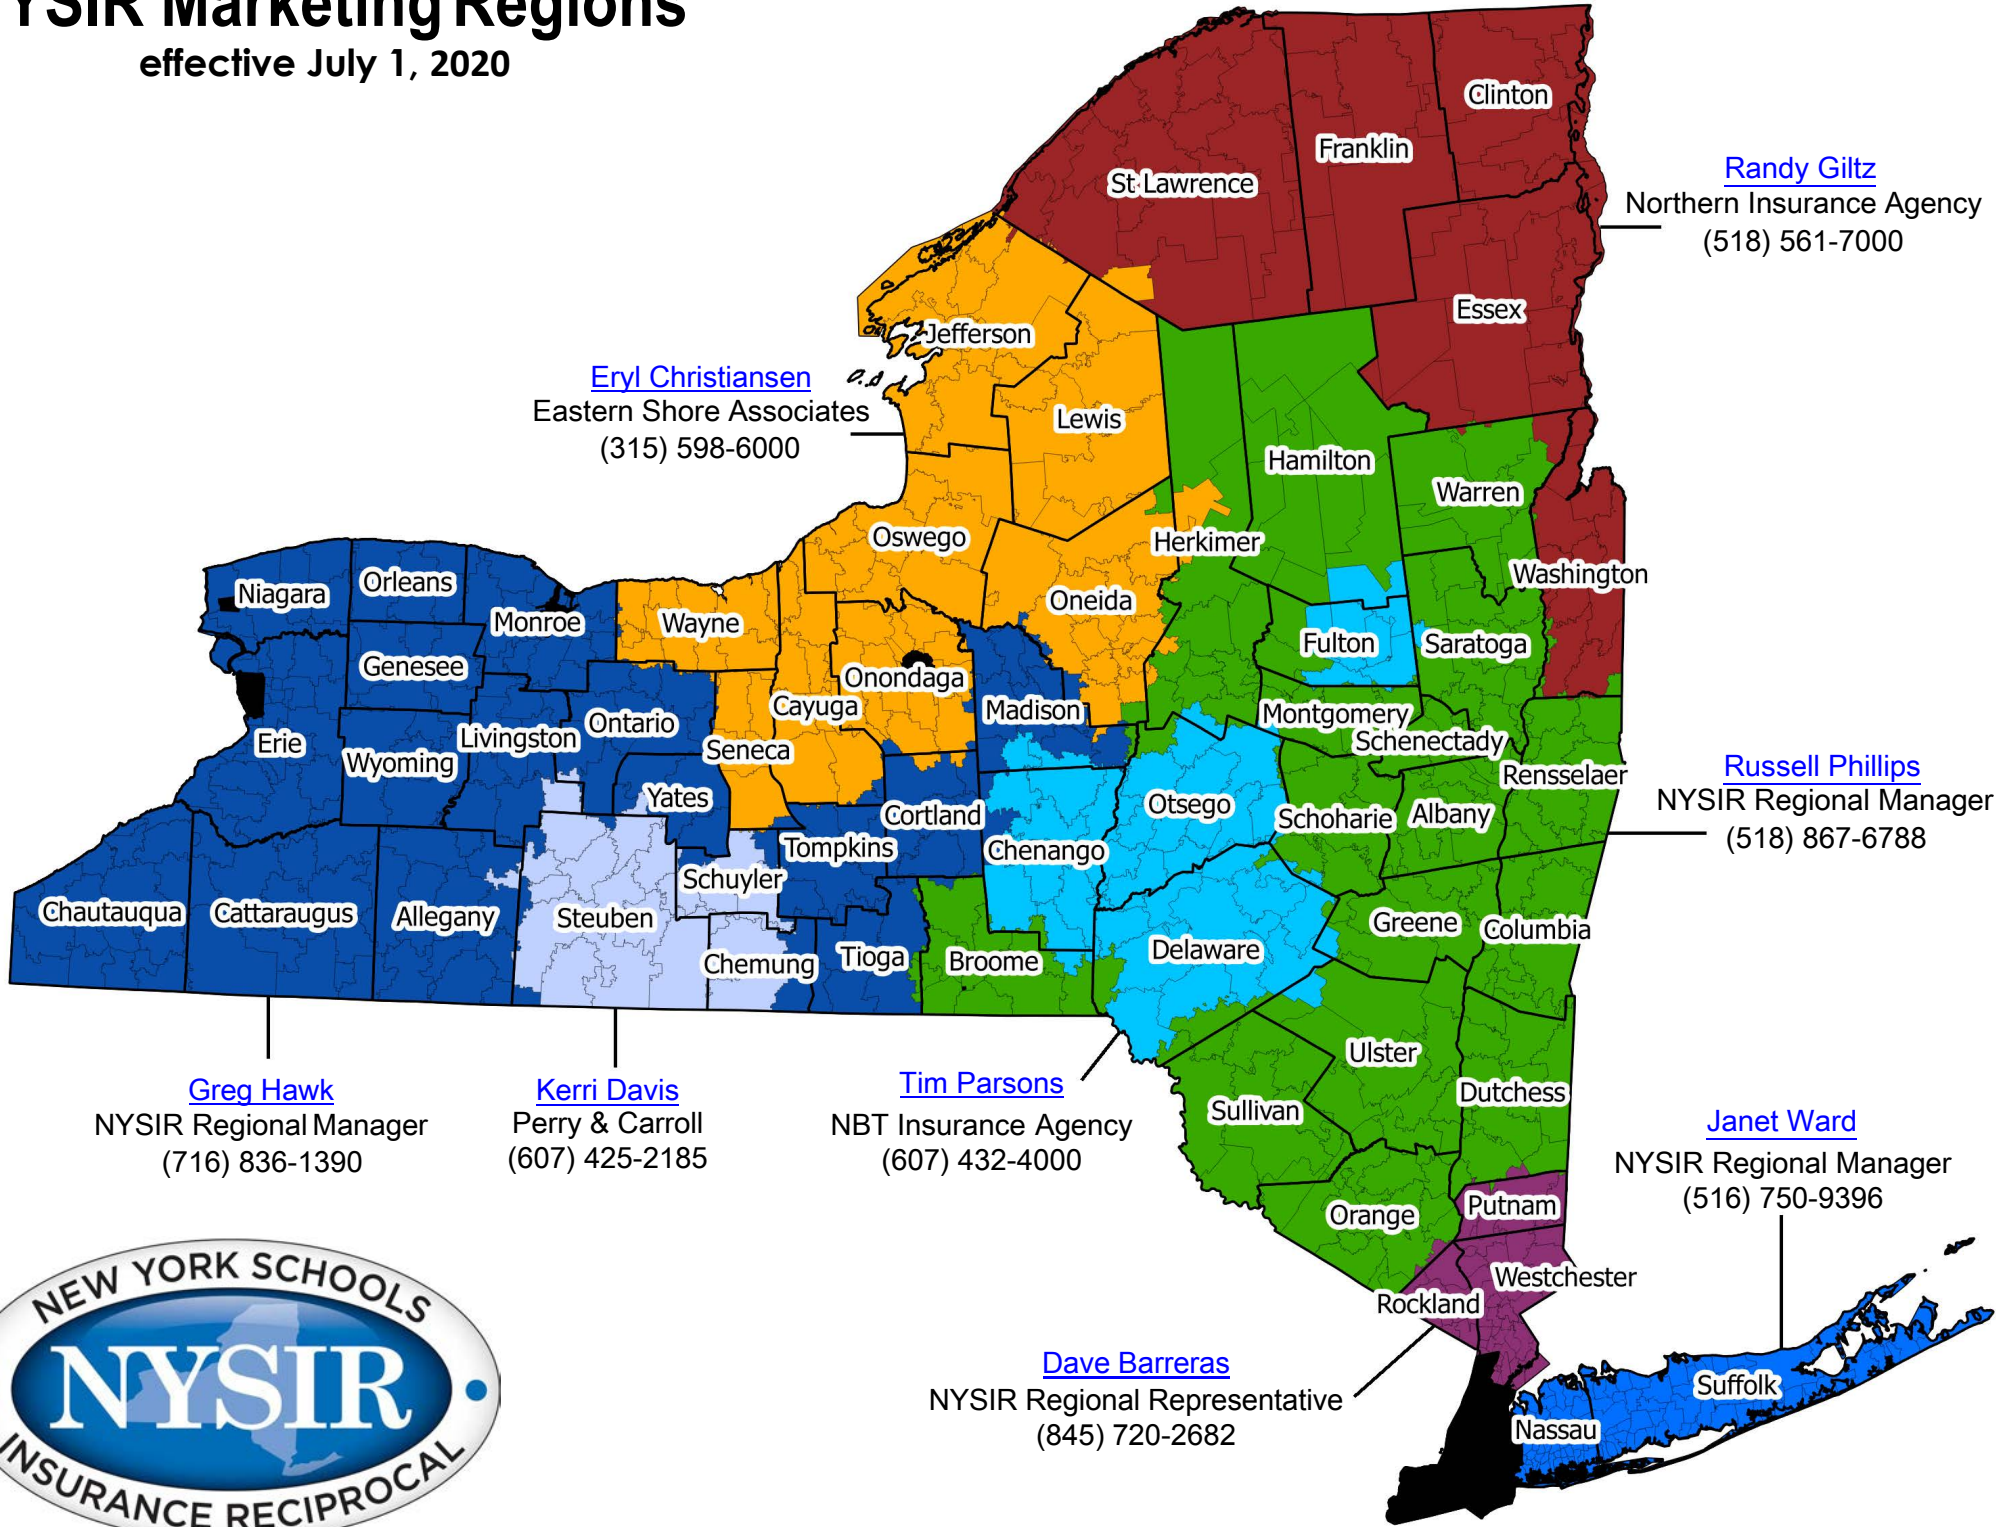 YSIR Marketing Regions
effective July 1, 2020
Clinton
Franklin
St Lawrence
Randy Giltz
Northern Insurance Agency
(518) 561-7000
Essex
Jefferson
Eryl Christiansen
Eastern Shore Associates
(315) 598-6000
Lewis
Hamilton
Warren
Oswego
Herkimer
Washington
Niagara
Orleans
Monroe
Wayne
Oneida
Fulton
Saratoga
Genesee
Onondaga
Cayuga
Madison
Montgomery
Erie
Wyoming
Livingston
Ontario
Seneca
Schenectady
Rensselaer
Russell Phillips
NYSIR Regional Manager
(518) 867-6788
Yates
Cortland
Otsego
Schoharie
Albany
Tompkins
Chenango
Schuyler
Chautauqua
Cattaraugus
Allegany
Steuben
Greene
Columbia
Chemung
Tioga
Broome
Delaware
Ulster
Dutchess
Sullivan
Greg Hawk
NYSIR Regional Manager
(716) 836-1390
Kerri Davis
Perry & Carroll
(607) 425-2185
Tim Parsons
NBT Insurance Agency
(607) 432-4000
Janet Ward
NYSIR Regional Manager
(516) 750-9396
Orange
Putnam
Westchester
Rockland
Dave Barreras
NYSIR Regional Representative
(845) 720-2682
Suffolk
Nassau
NEW YORK SCHOOLS
NYSIR
INSURANCE RECIPROCAL